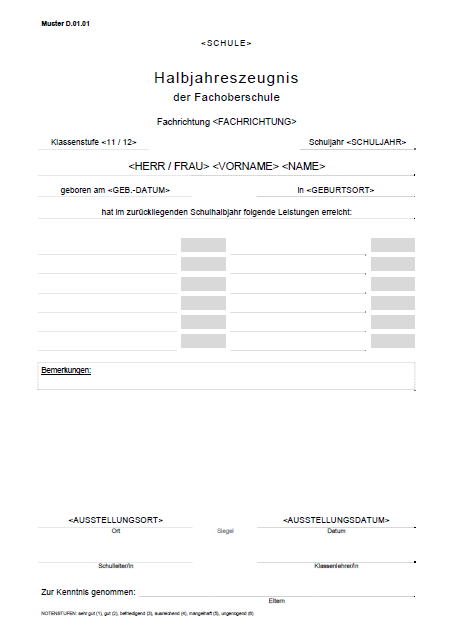 Muster D.01.01
<SCHULE>
Halbjahreszeugnis
der Fachoberschule
Fachrichtung <FACHRICHTUNG>
Klassenstufe <11 / 12> Schuljahr <SCHULJAHR>
<HERR / FRAU> <VORNAME> <NAME>
geboren am <GEB.-DATUM> in <GEBURTSORT>
hat im zurückliegenden Schulhalbjahr folgende Leistungen erreicht:
Bemerkungen:
<AUSSTELLUNGSORT> <AUSSTELLUNGSDATUM>
Ort Siegel Datum
Schulleiter/in Klassenlehrer/in
Zur Kenntnis genommen:
Eltern
NOTENSTUFEN: sehr gut (1), gut (2), befriedigend (3), ausreichend (4), mangelhaft (5), ungenügend (6)